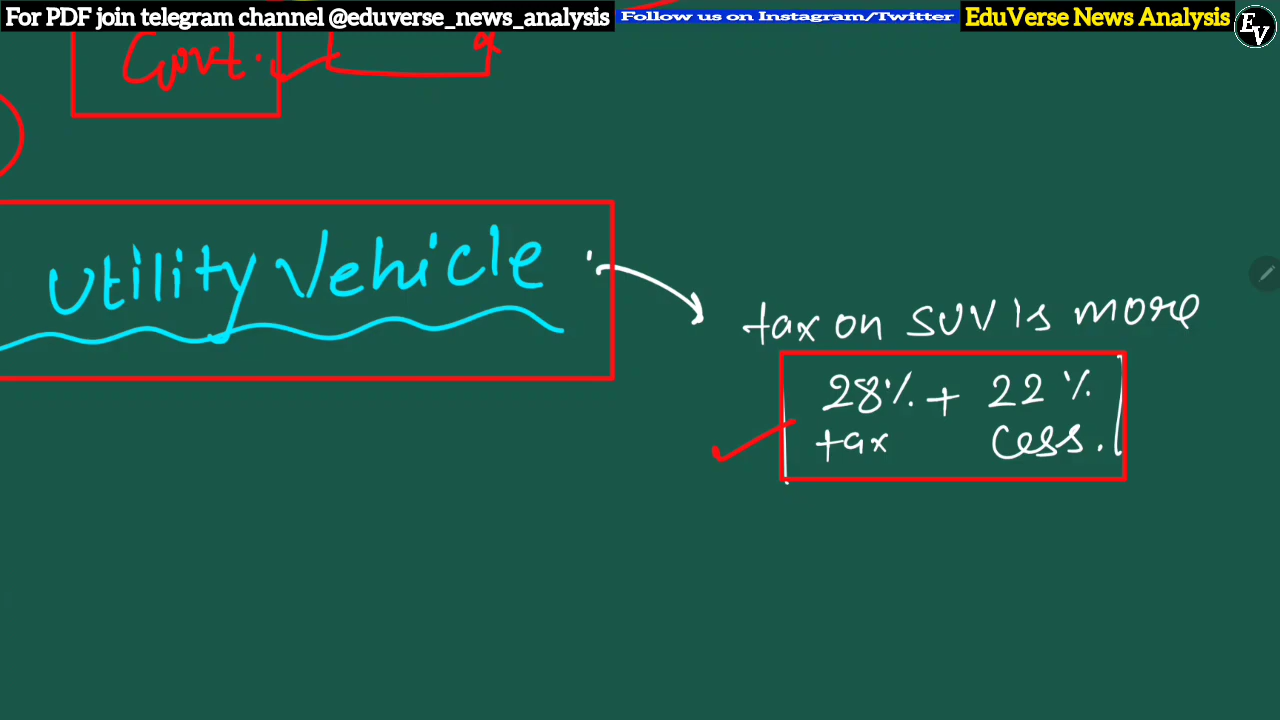 For PDF join telegram channel @eduverse_news_analysis
Follow us on Instagram/Twitter
EduVerse News Analysis
EV
Govt.
Utility Vehicle
tax on SUV is more
28% + 22%
tax cess.